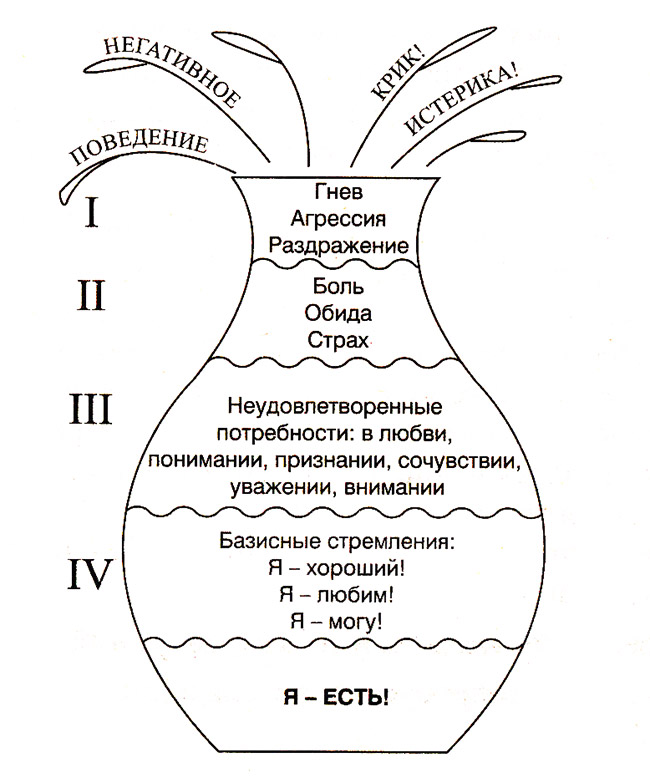 НЕГАТИВНОЕ
ПОВЕДЕНИЕ
КРИК!
ИСТЕРИКА!
I
Гнев
Агрессия
Раздражение
II
Боль
Обида
Страх
III
Неудовлетворенные
потребности: в любви,
понимании, признании, сочувствии,
уважении, внимании
IV
Базисные стремления:
Я – хороший!
Я – любим!
Я – могу!
Я – ЕСТЬ!